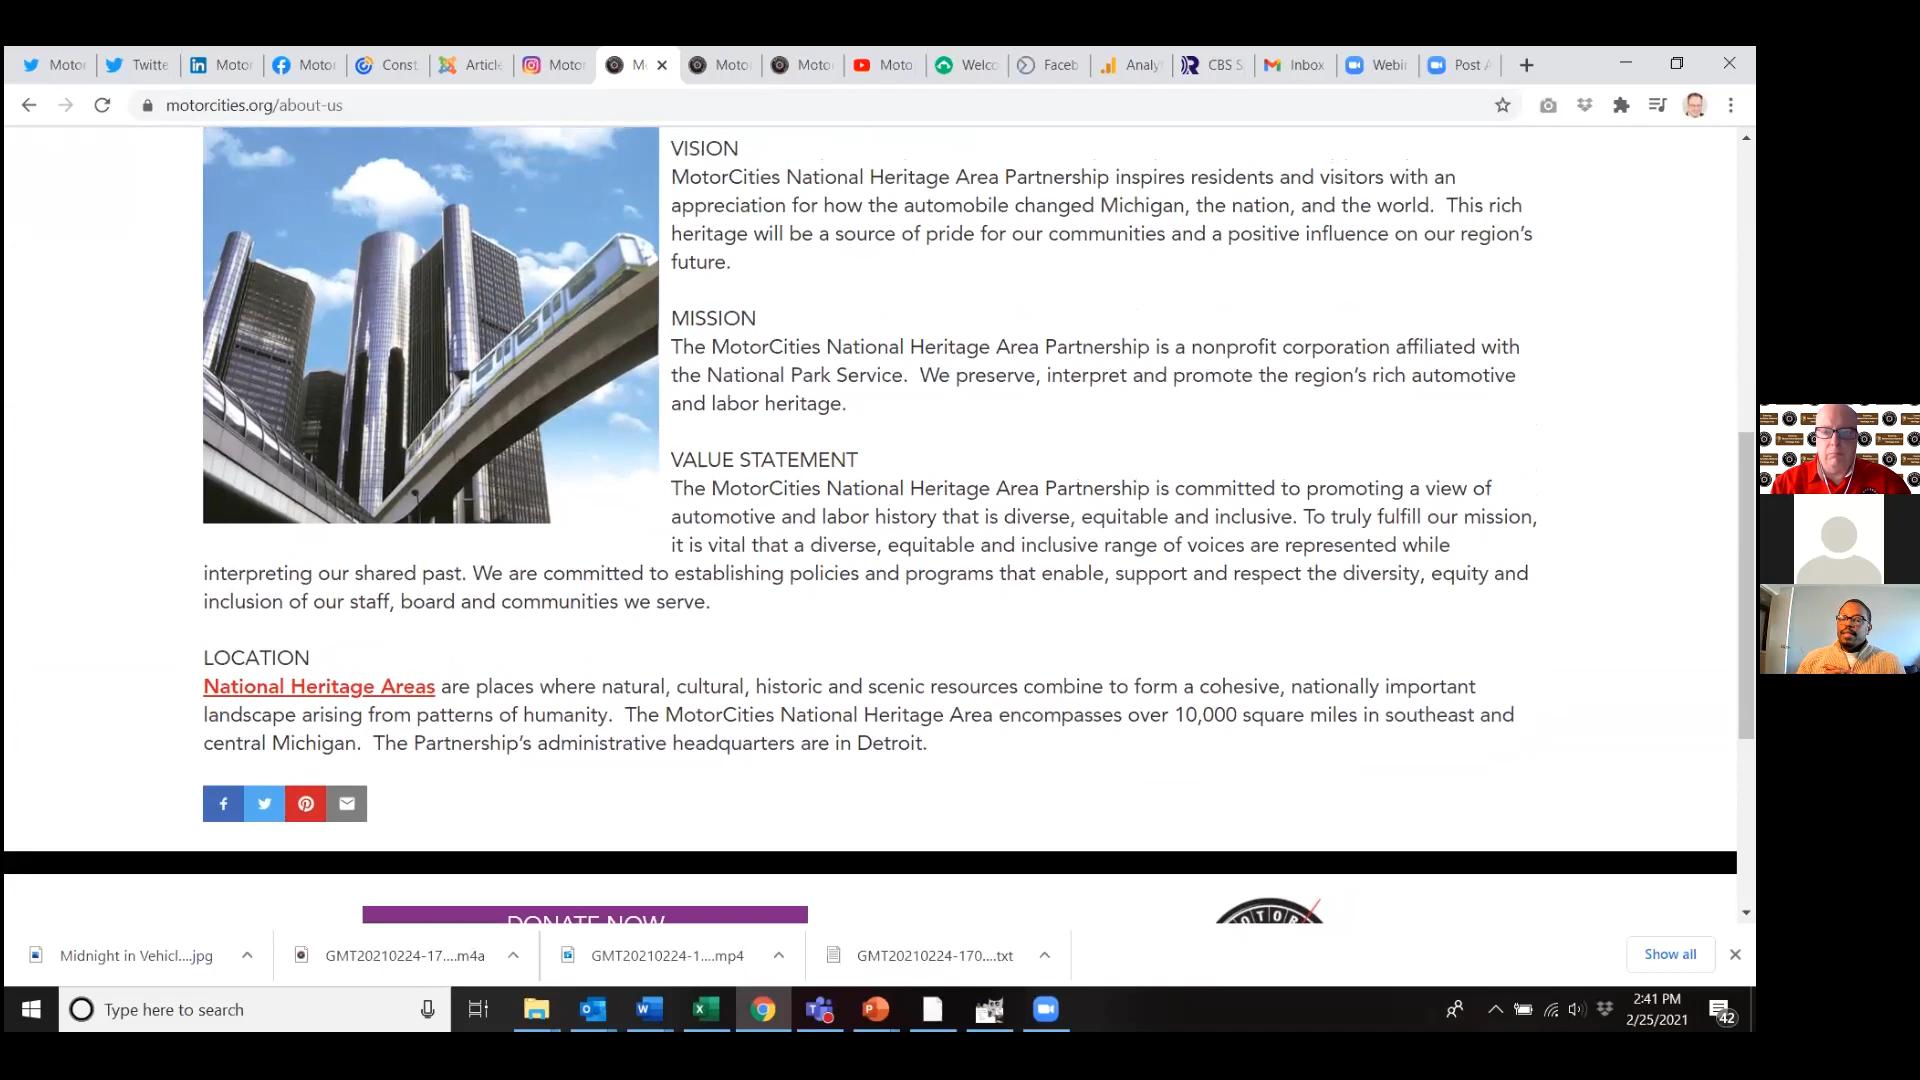 Motor
Twitte
Motor
Motor
Const
Article
Motor
M
Motor
Motor
Moto
Welco
Faceb
Analy
CBS S
Inbox
Webi
Post A
motorcities.org/about-us
VISION
MotorCities National Heritage Area Partnership inspires residents and visitors with an
appreciation for how the automobile changed Michigan, the nation, and the world.  This rich
heritage will be a source of pride for our communities and a positive influence on our region's
future.
MISSION
The MotorCities National Heritage Area Partnership is a nonprofit corporation affiliated with
the National Park Service.  We preserve, interpret and promote the region's rich automotive
and labor heritage.
VALUE STATEMENT
The MotorCities National Heritage Area Partnership is committed to promoting a view of
automotive and labor history that is diverse, equitable and inclusive. To truly fulfill our mission,
it is vital that a diverse, equitable and inclusive range of voices are represented while
interpreting our shared past. We are committed to establishing policies and programs that enable, support and respect the diversity, equity and
inclusion of our staff, board and communities we serve.
LOCATION
National Heritage Areas are places where natural, cultural, historic and scenic resources combine to form a cohesive, nationally important
landscape arising from patterns of humanity.  The MotorCities National Heritage Area encompasses over 10,000 square miles in southeast and
central Michigan.  The Partnership's administrative headquarters are in Detroit.
DONATE NOW
MOTOR
Midnight in Vehicl....jpg
GMT20210224-17....m4a
GMT20210224-1....mp4
GMT20210224-170....txt
Show all
Type here to search
2:41 PM
2/25/2021
42